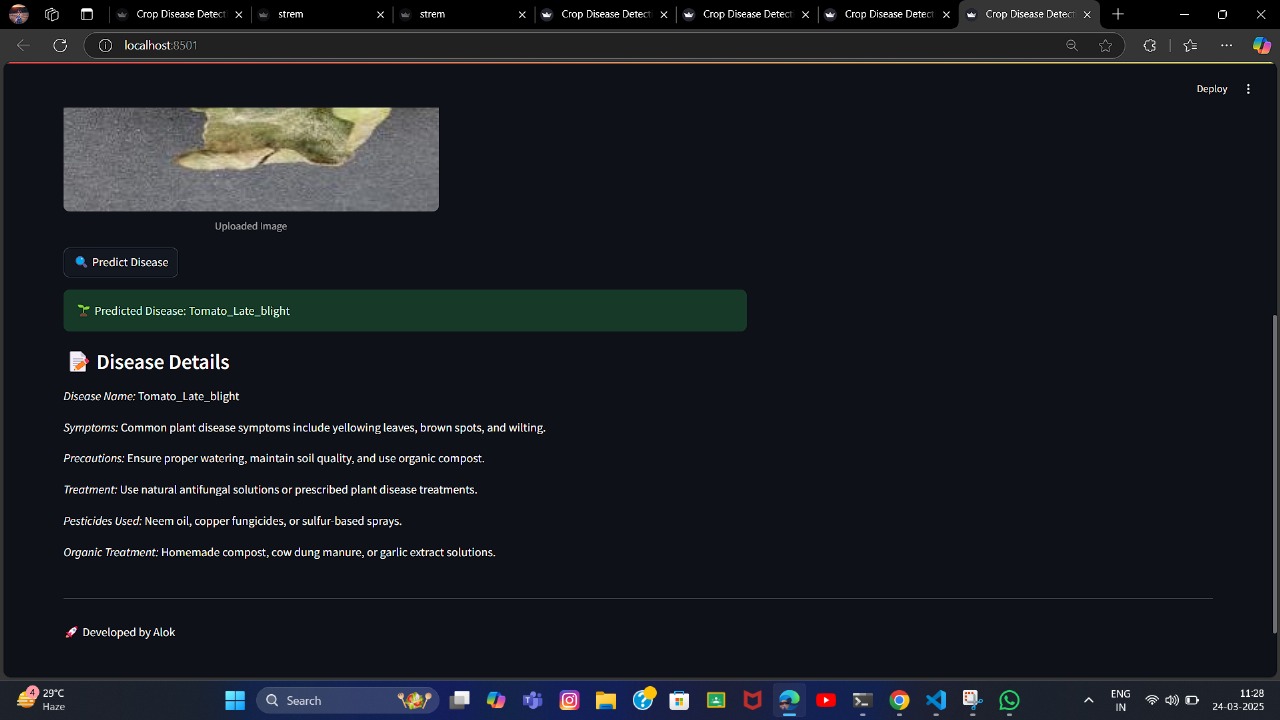 Crop Disease Detect
strem
strem
Crop Disease Detect
Crop Disease Detect
Crop Disease Detect
Crop Disease Detect
localhost:8501
Deploy
Uploaded Image
Predict Disease
Predicted Disease: Tomato_Late_blight
Disease Details
Disease Name: Tomato_Late_blight
Symptoms: Common plant disease symptoms include yellowing leaves, brown spots, and wilting.
Precautions: Ensure proper watering, maintain soil quality, and use organic compost.
Treatment: Use natural antifungal solutions or prescribed plant disease treatments.
Pesticides Used: Neem oil, copper fungicides, or sulfur-based sprays.
Organic Treatment: Homemade compost, cow dung manure, or garlic extract solutions.
Developed by Alok
4
29°C
Haze
Search
ENG
IN
11:28
24-03-2025